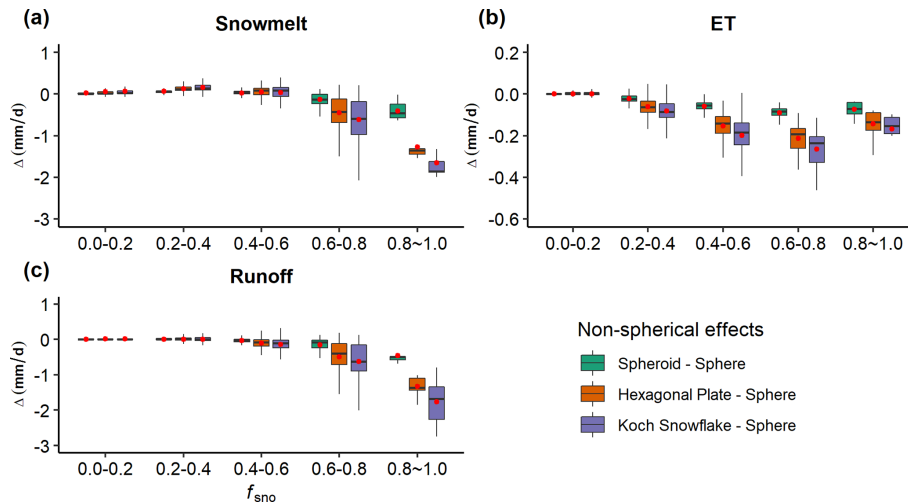 (a)
Snowmelt
1
0
-1
-2
-3
Δ (mm/d)
0.0-0.2 0.2-0.4 0.4-0.6 0.6-0.8 0.8~1.0
(b)
ET
0.2
0.0
-0.2
-0.4
-0.6
Δ (mm/d)
0.0-0.2 0.2-0.4 0.4-0.6 0.6-0.8 0.8~1.0
(c)
Runoff
1
0
-1
-2
-3
Δ (mm/d)
0.0-0.2 0.2-0.4 0.4-0.6 0.6-0.8 0.8~1.0
fsno
Non-spherical effects
Spheroid - Sphere
Hexagonal Plate - Sphere
Koch Snowflake - Sphere